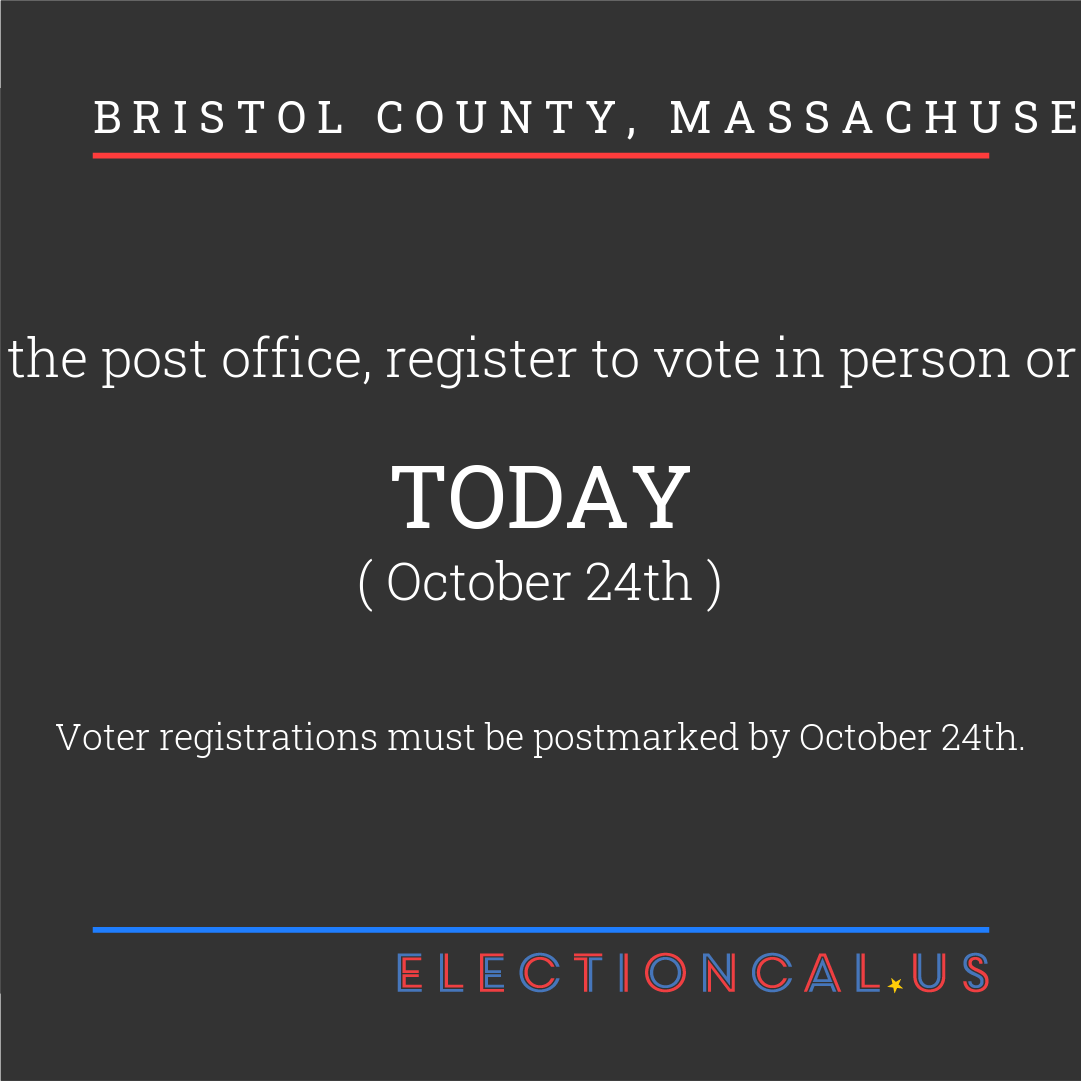 BRISTOL COUNTY, MASSACHUSE
the post office, register to vote in person or
TODAY
( October 24th )
Voter registrations must be postmarked by October 24th.
ELECTIONCAL.US